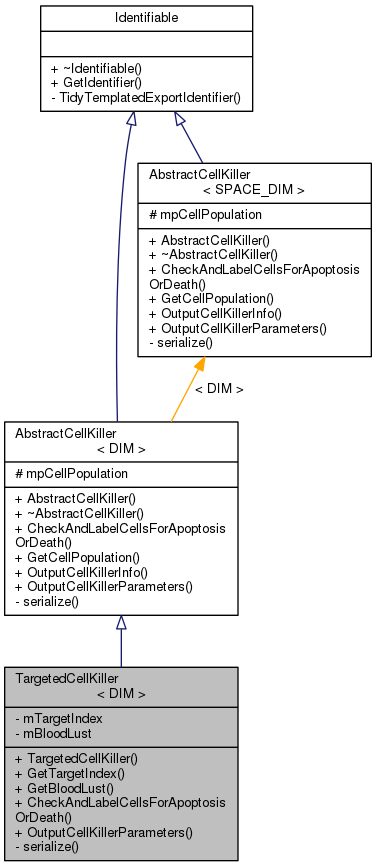 Identifiable
+ ~Identifiable()
+ GetIdentifier()
- TidyTemplatedExportIdentifier()
AbstractCellKiller
< SPACE_DIM >
# mpCellPopulation
+ AbstractCellKiller()
+ ~AbstractCellKiller()
+ CheckAndLabelCellsForApoptosis
OrDeath()
+ GetCellPopulation()
+ OutputCellKillerInfo()
+ OutputCellKillerParameters()
- serialize()
< DIM >
AbstractCellKiller
< DIM >
# mpCellPopulation
+ AbstractCellKiller()
+ ~AbstractCellKiller()
+ CheckAndLabelCellsForApoptosis
OrDeath()
+ GetCellPopulation()
+ OutputCellKillerInfo()
+ OutputCellKillerParameters()
- serialize()
TargetedCellKiller
< DIM >
- mTargetIndex
- mBloodLust
+ TargetedCellKiller()
+ GetTargetIndex()
+ GetBloodLust()
+ CheckAndLabelCellsForApoptosis
OrDeath()
+ OutputCellKillerParameters()
- serialize()